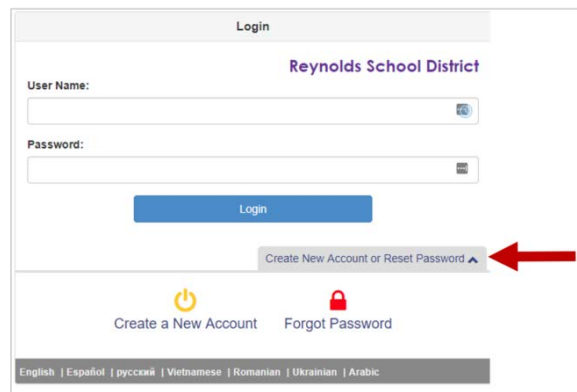 Login
Reynolds School District
User Name:
Password:
Login
Create New Account or Reset Password
Create a New Account Forgot Password
English | Español | русский | Vietnamese | Romanian | Ukrainian | Arabic